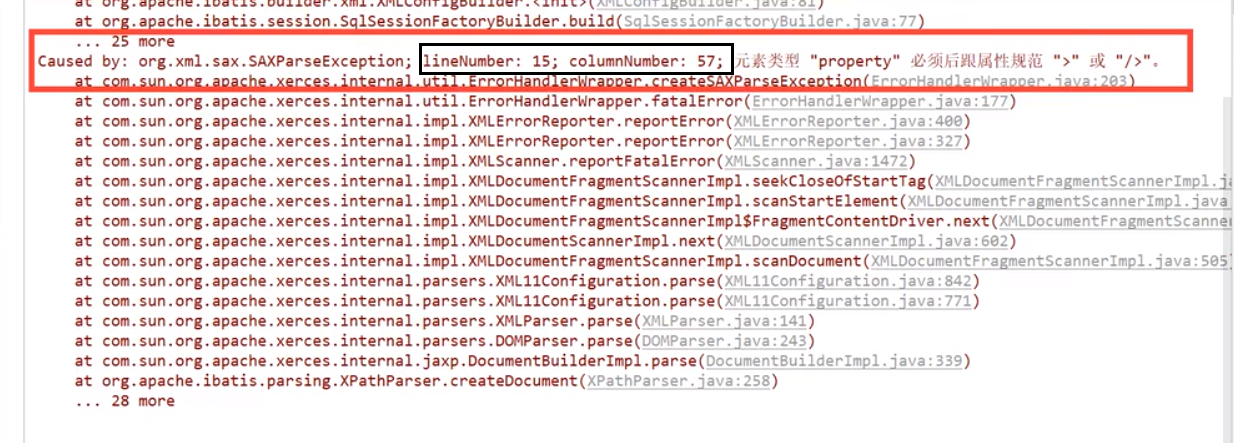 at org.apache.ibatis.builder.xml.XMLConfigBuilder.<init>(XMLConfigBuilder.java:81)
at org.apache.ibatis.session.SqlSessionFactoryBuilder.build(SqlSessionFactoryBuilder.java:77)
... 25 more
Caused by: org.xml.sax.SAXParseException; lineNumber: 15; columnNumber: 57; 元素类型 "property" 必须后跟属性规范 ">" 或 "/>"。
at com.sun.org.apache.xerces.internal.util.ErrorHandlerWrapper.createSAXParseException(ErrorHandlerWrapper.java:203)
at com.sun.org.apache.xerces.internal.util.ErrorHandlerWrapper.fatalError(ErrorHandlerWrapper.java:177)
at com.sun.org.apache.xerces.internal.impl.XMLErrorReporter.reportError(XMLErrorReporter.java:400)
at com.sun.org.apache.xerces.internal.impl.XMLErrorReporter.reportError(XMLErrorReporter.java:327)
at com.sun.org.apache.xerces.internal.impl.XMLScanner.reportFatalError(XMLScanner.java:1472)
at com.sun.org.apache.xerces.internal.impl.XMLDocumentFragmentScannerImpl.seekCloseOfStartTag(XMLDocumentFragmentScannerImpl.ja
at com.sun.org.apache.xerces.internal.impl.XMLDocumentFragmentScannerImpl.scanStartElement(XMLDocumentFragmentScannerImpl.java
at com.sun.org.apache.xerces.internal.impl.XMLDocumentFragmentScannerImpl$FragmentContentDriver.next(XMLDocumentFragmentScanne
at com.sun.org.apache.xerces.internal.impl.XMLDocumentScannerImpl.next(XMLDocumentScannerImpl.java:602)
at com.sun.org.apache.xerces.internal.impl.XMLDocumentFragmentScannerImpl.scanDocument(XMLDocumentFragmentScannerImpl.java:505
at com.sun.org.apache.xerces.internal.parsers.XML11Configuration.parse(XML11Configuration.java:842)
at com.sun.org.apache.xerces.internal.parsers.XML11Configuration.parse(XML11Configuration.java:771)
at com.sun.org.apache.xerces.internal.parsers.XMLParser.parse(XMLParser.java:141)
at com.sun.org.apache.xerces.internal.parsers.DOMParser.parse(DOMParser.java:243)
at com.sun.org.apache.xerces.internal.jaxp.DocumentBuilderImpl.parse(DocumentBuilderImpl.java:339)
at org.apache.ibatis.parsing.XPathParser.createDocument(XPathParser.java:258)
... 28 more